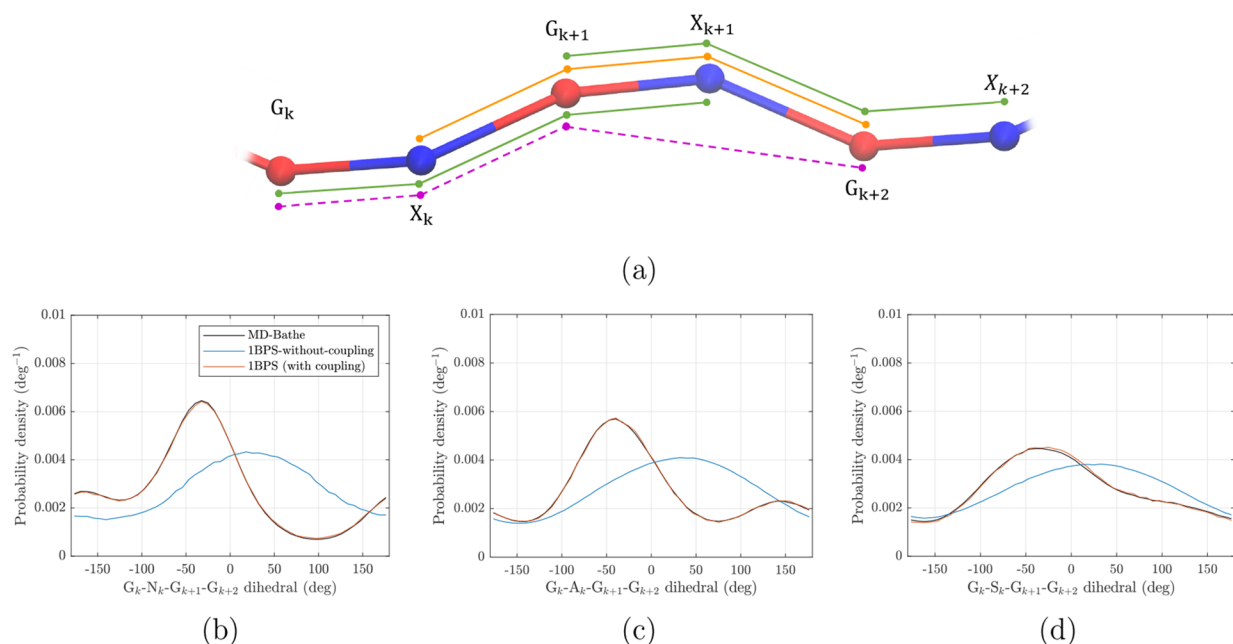 G_k
X_k
G_{k+1}
X_{k+1}
G_{k+2}
X_{k+2}
(a)
Probability density (deg⁻¹)
0.01
0.008
0.006
0.004
0.002
0
-150 -100 -50 0 50 100 150
MD-Bathe
1BPS-without-coupling
1BPS (with coupling)
G_k-N_k-G_{k+1}-G_{k+2} dihedral (deg)
(b)
Probability density (deg⁻¹)
0.01
0.008
0.006
0.004
0.002
0
-150 -100 -50 0 50 100 150
G_k-A_k-G_{k+1}-G_{k+2} dihedral (deg)
(c)
Probability density (deg⁻¹)
0.01
0.008
0.006
0.004
0.002
0
-150 -100 -50 0 50 100 150
G_k-S_k-G_{k+1}-G_{k+2} dihedral (deg)
(d)